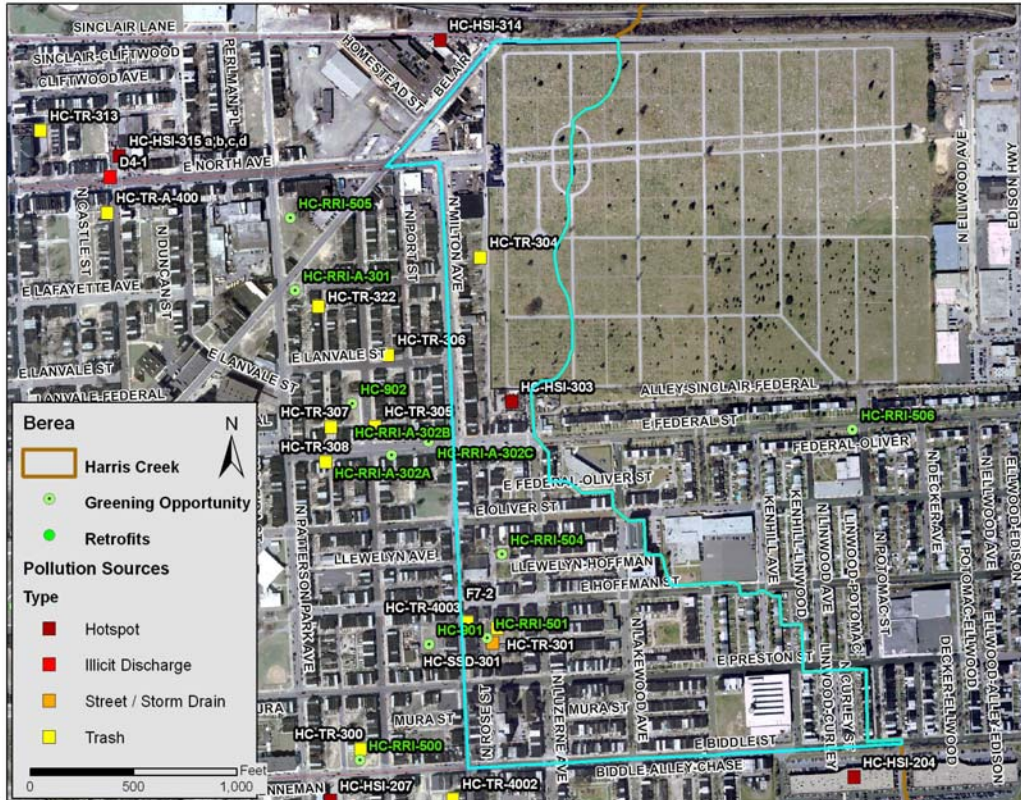 SINCLAIR LANE
HC-HSI-314
SINCLAIR-CLIFTWOOD
CLIFTWOOD AVE
PERLMAN PL
HOMESTEAD ST
BELAIR
HC-TR-313
HC-HSI-315 a,b,c,d
D4-1
E NORTH AVE
N CASTLE ST
HC-TR-A-400
N DUNCAN ST
HC-RRI-505
N PORT ST
N MILTON AVE
HC-TR-304
N ELLWOOD AVE
EDISON HWY
E LAFAYETTE AVE
HC-RRI-A-301
HC-TR-322
HC-TR-306
E LANVALE ST
E LANVALE ST
E LANVALE ST
LANVALE-FEDERAL
HC-902
HC-HSI-303
ALLEY-SINCLAIR-FEDERAL
HC-TR-307
HC-TR-305
E FEDERAL ST
HC-RRI-506
HC-RRI-A-302B
HC-TR-308
HC-RRI-A-302C
FEDERAL-OLIVER
HC-RRI-A-302A
E FEDERAL-OLIVER ST
E OLIVER ST
N PATTERSON PARK AVE
LLEWELYN AVE
HC-RRI-504
LLEWELYN-HOFFMAN
E HOFFMAN ST
KENHILL AVE
KENHILL-LINWOOD
N LINWOOD AVE
LINWOOD-POTOMAC
N POTOMAC ST
N DECKER AVE
N ELLWOOD AVE
ELLWOOD-EDISON
F7-2
HC-TR-4003
HC-901
HC-RRI-501
HC-TR-301
HC-SSD-301
E PRESTON ST
N LAKEWOOD AVE
N LUZERNE AVE
N ROSE ST
MURA ST
MURA ST
URA
LINWOOD-CURLEY
N CURLEY ST
POTOMAC-ELLWOOD
DECKER-ELLWOOD
ELLWOOD-ALLEY-EDISON
E BIDDLE ST
BIDDLE-ALLEY-CHASE
HC-TR-300
HC-RRI-500
HC-HSI-204
NNEMAN
HC-HSI-207
HC-TR-4002
Berea
N
Harris Creek
Greening Opportunity
Retrofits
Pollution Sources
Type
Hotspot
Illicit Discharge
Street / Storm Drain
Trash
Feet
0 500 1,000